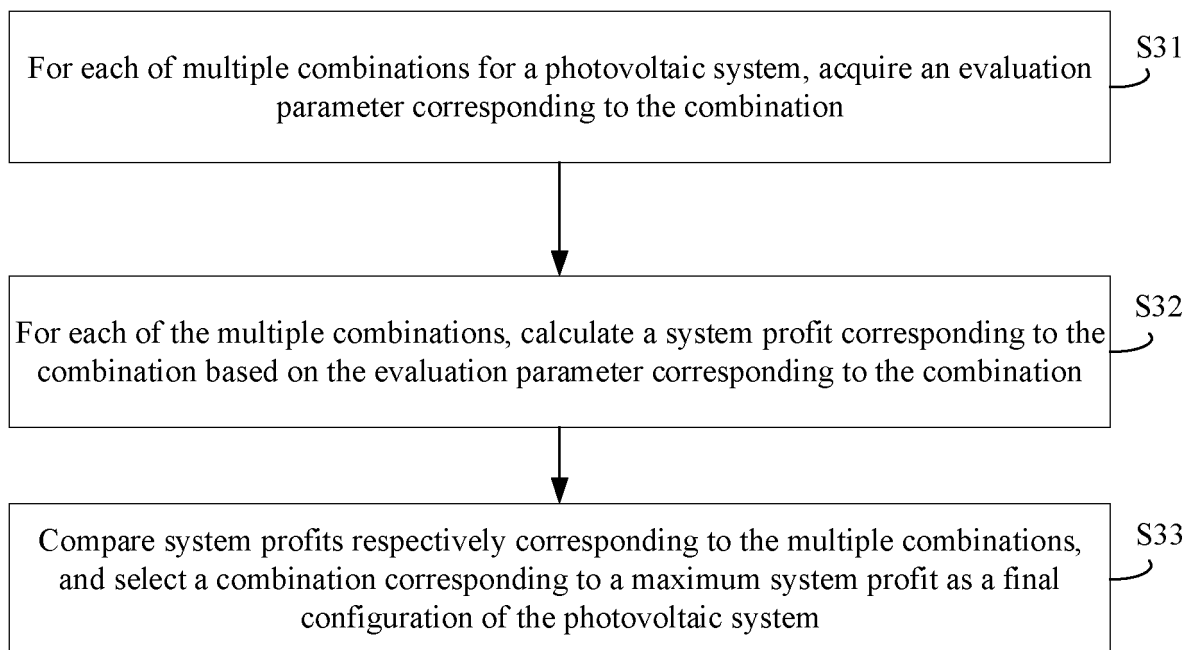 S31
For each of multiple combinations for a photovoltaic system, acquire an evaluation
parameter corresponding to the combination
S32
For each of the multiple combinations, calculate a system profit corresponding to the
combination based on the evaluation parameter corresponding to the combination
S33
Compare system profits respectively corresponding to the multiple combinations,
and select a combination corresponding to a maximum system profit as a final
configuration of the photovoltaic system